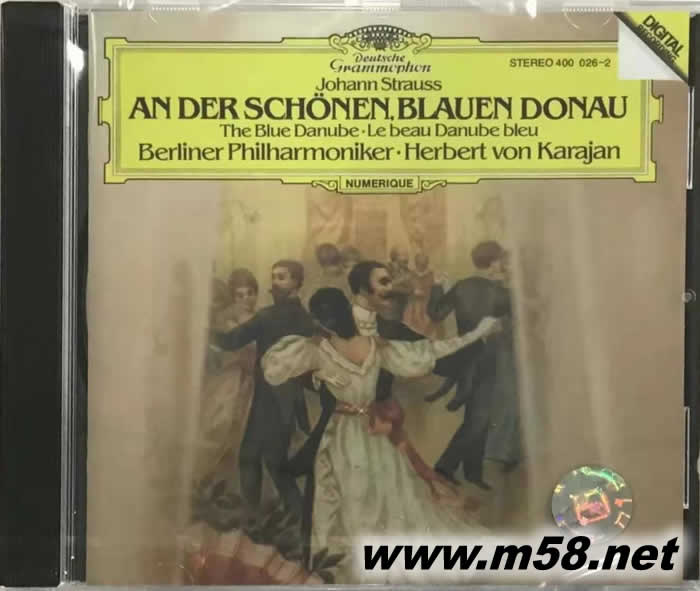 Deutsche
Grammophon
STEREO 400 026-2
DIGITAL
RECORDING
Johann Strauss
AN DER SCHÖNEN, BLAUEN DONAU
The Blue Danube · Le beau Danube bleu
Berliner Philharmoniker · Herbert von Karajan
NUMERIQUE
www.m58.net